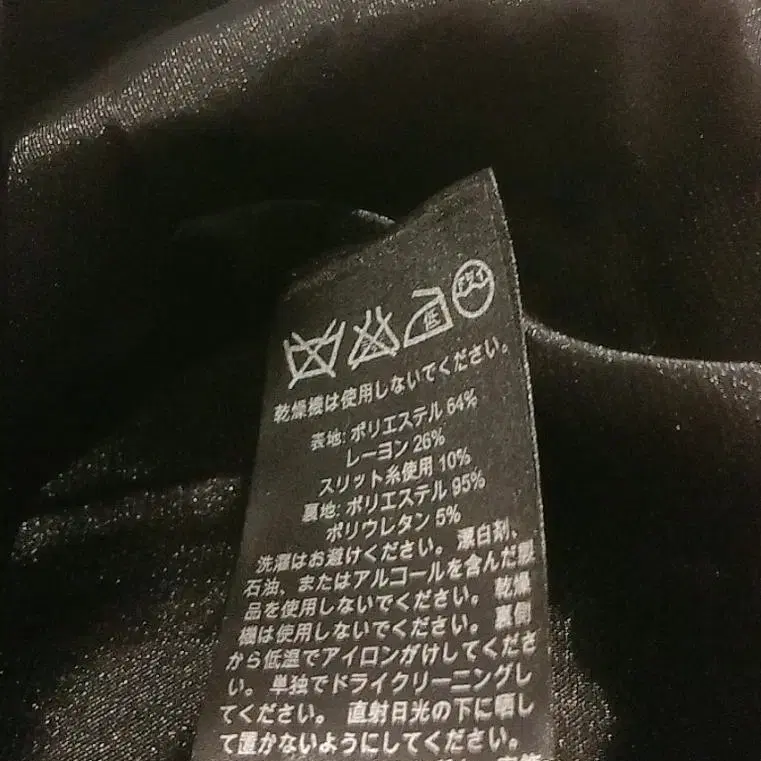 低 ドライ
乾燥機は使用しないでください。
表地: ポリエステル 64%
レーヨン 26%
スリット糸使用 10%
裏地: ポリエステル 95%
ポリウレタン 5%
洗濯はお避けください。 漂白剤、
石油、またはアルコールを含んだ製
品を使用しないでください。 乾燥
機は使用しないでください。 裏側
から低温でアイロンがけしてくださ
い。 単独でドライクリーニングし
てください。 直射日光の下に晒し
て置かないようにしてください。